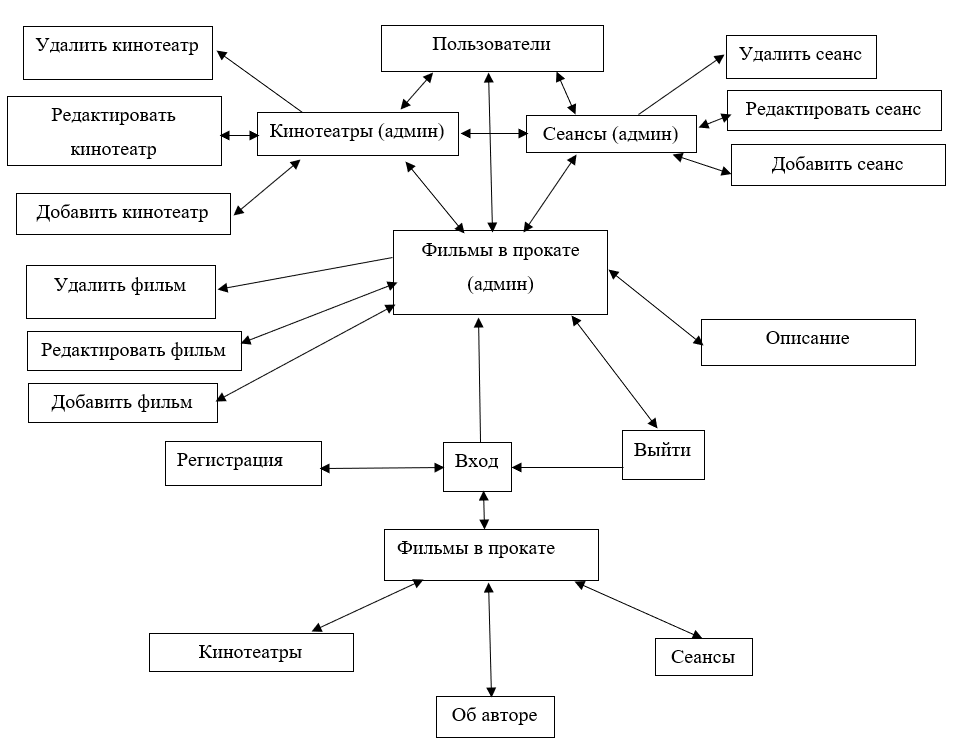 Удалить кинотеатр
Пользователи
Удалить сеанс
Редактировать
кинотеатр
Кинотеатры (админ)
Сеансы (админ)
Редактировать сеанс
Добавить сеанс
Добавить кинотеатр
Фильмы в прокате
(админ)
Удалить фильм
Редактировать фильм
Описание
Добавить фильм
Регистрация
Вход
Выйти
Фильмы в прокате
Кинотеатры
Сеансы
Об авторе